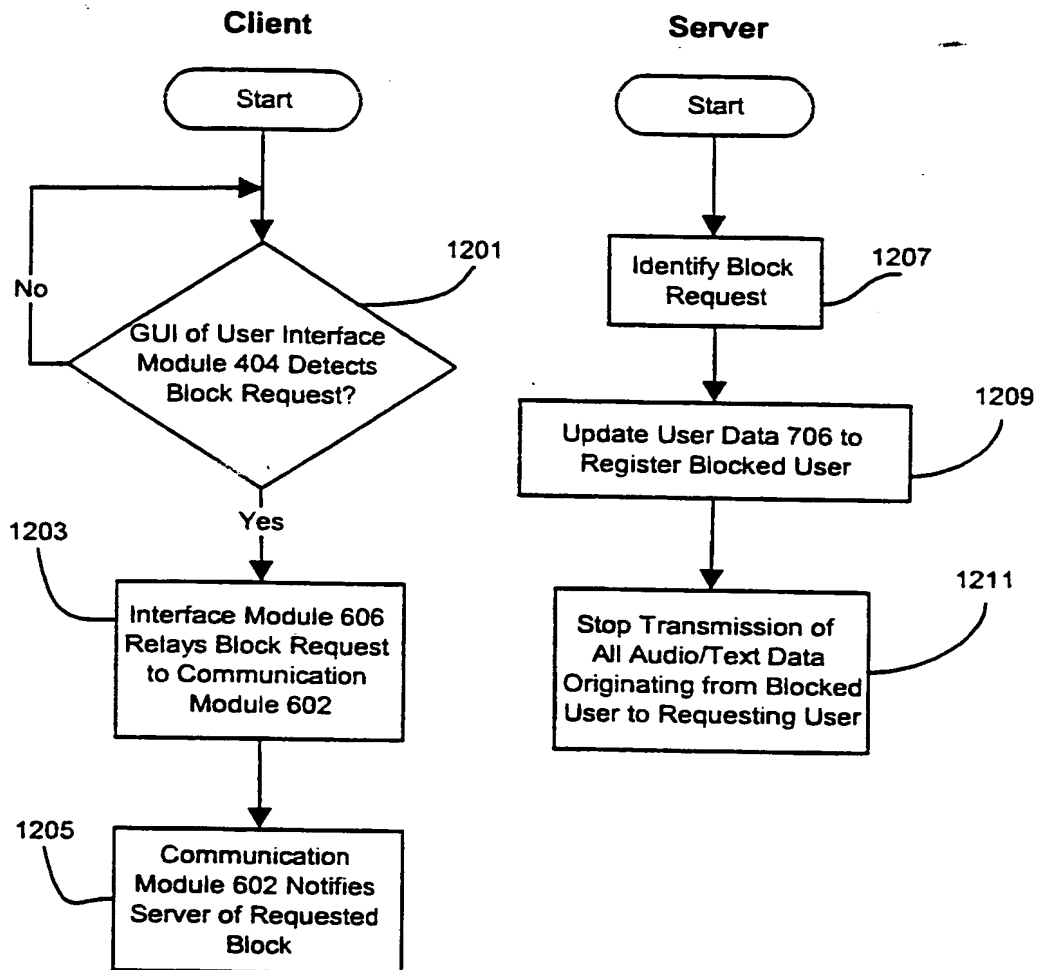 Client
Start
1201
No
GUI of User Interface
Module 404 Detects
Block Request?
Yes
1203
Interface Module 606
Relays Block Request
to Communication
Module 602
1205
Communication
Module 602 Notifies
Server of Requested
Block
Server
Start
1207
Identify Block
Request
1209
Update User Data 706 to
Register Blocked User
1211
Stop Transmission of
All Audio/Text Data
Originating from Blocked
User to Requesting User